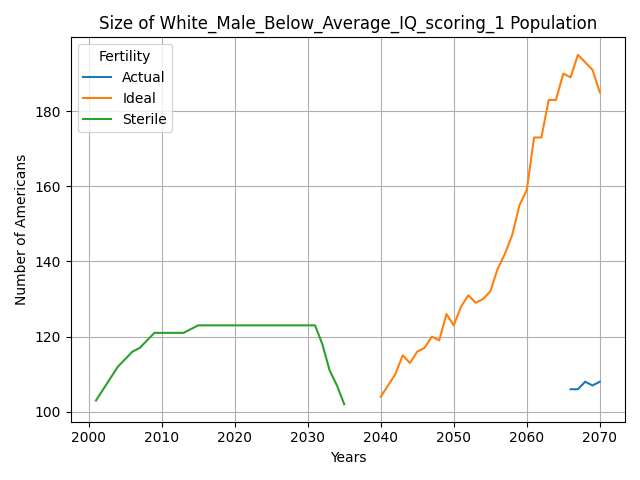 Size of White_Male_Below_Average_IQ_scoring_1 Population
Fertility
Actual
Ideal
Sterile
Number of Americans
180
160
140
120
100
2000 2010 2020 2030 2040 2050 2060 2070
Years